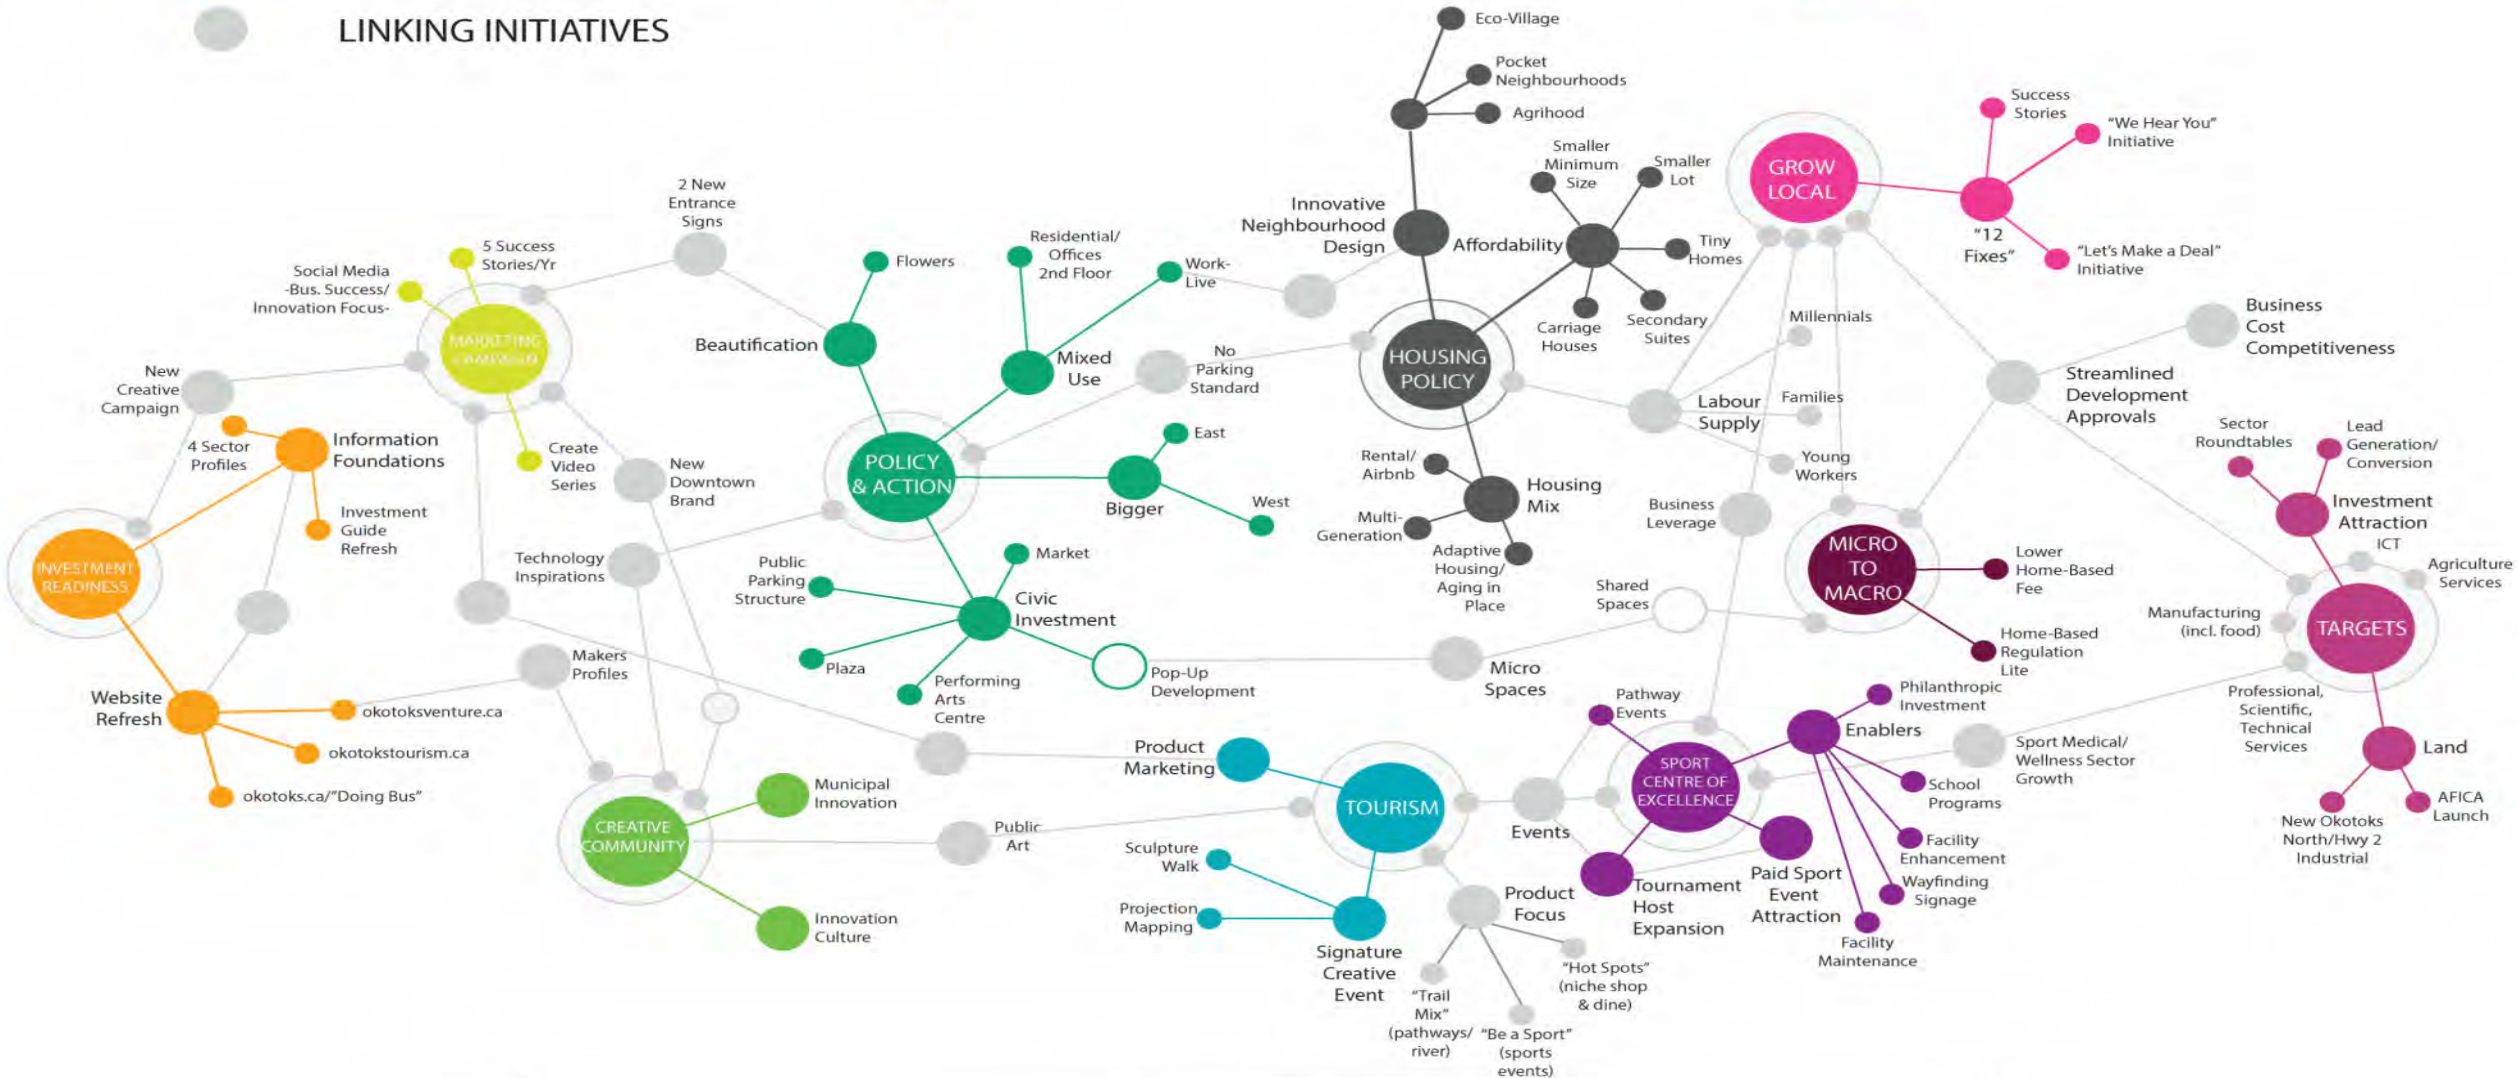 LINKING INITIATIVES
Eco-Village
Pocket
Neighbourhoods
Agrihood
Innovative
Neighbourhood
Design
Smaller
Minimum
Size
Smaller
Lot
Affordability
Tiny
Homes
Carriage
Houses
Secondary
Suites
HOUSING
POLICY
Rental/
Airbnb
Housing
Mix
Multi-
Generation
Adaptive
Housing/
Aging in
Place
GROW
LOCAL
Success
Stories
"We Hear You"
Initiative
"12
Fixes"
"Let's Make a Deal"
Initiative
Millennials
Labour
Supply
Families
Young
Workers
Business
Leverage
Business
Cost
Competitiveness
Streamlined
Development
Approvals
2 New
Entrance
Signs
5 Success
Stories/Yr
Social Media
-Bus. Success/
Innovation Focus-
MARKETING
CAMPAIGN
New
Creative
Campaign
Create
Video
Series
New
Downtown
Brand
4 Sector
Profiles
Information
Foundations
Investment
Guide
Refresh
INVESTMENT
READINESS
Website
Refresh
okotoksventure.ca
okotokstourism.ca
okotoks.ca/"Doing Bus"
Technology
Inspirations
Makers
Profiles
Beautification
Flowers
Residential/
Offices
2nd Floor
Work-
Live
Mixed
Use
No
Parking
Standard
POLICY
& ACTION
East
Bigger
West
Market
Public
Parking
Structure
Civic
Investment
Plaza
Performing
Arts
Centre
Pop-Up
Development
Micro
Spaces
Shared
Spaces
MICRO
TO
MACRO
Lower
Home-Based
Fee
Home-Based
Regulation
Lite
Sector
Roundtables
Lead
Generation/
Conversion
Investment
Attraction
ICT
Agriculture
Services
Manufacturing
(incl. food)
TARGETS
Professional,
Scientific,
Technical
Services
Land
New Okotoks
North/Hwy 2
Industrial
AFICA
Launch
CREATIVE
COMMUNITY
Municipal
Innovation
Innovation
Culture
Public
Art
Product
Marketing
TOURISM
Sculpture
Walk
Projection
Mapping
Signature
Creative
Event
Product
Focus
"Trail
Mix"
(pathways/
river)
"Be a Sport"
(sports
events)
"Hot Spots"
(niche shop
& dine)
Events
Pathway
Events
SPORT
CENTRE OF
EXCELLENCE
Enablers
Philanthropic
Investment
School
Programs
Facility
Enhancement
Wayfinding
Signage
Facility
Maintenance
Tournament
Host
Expansion
Paid Sport
Event
Attraction
Sport Medical/
Wellness Sector
Growth